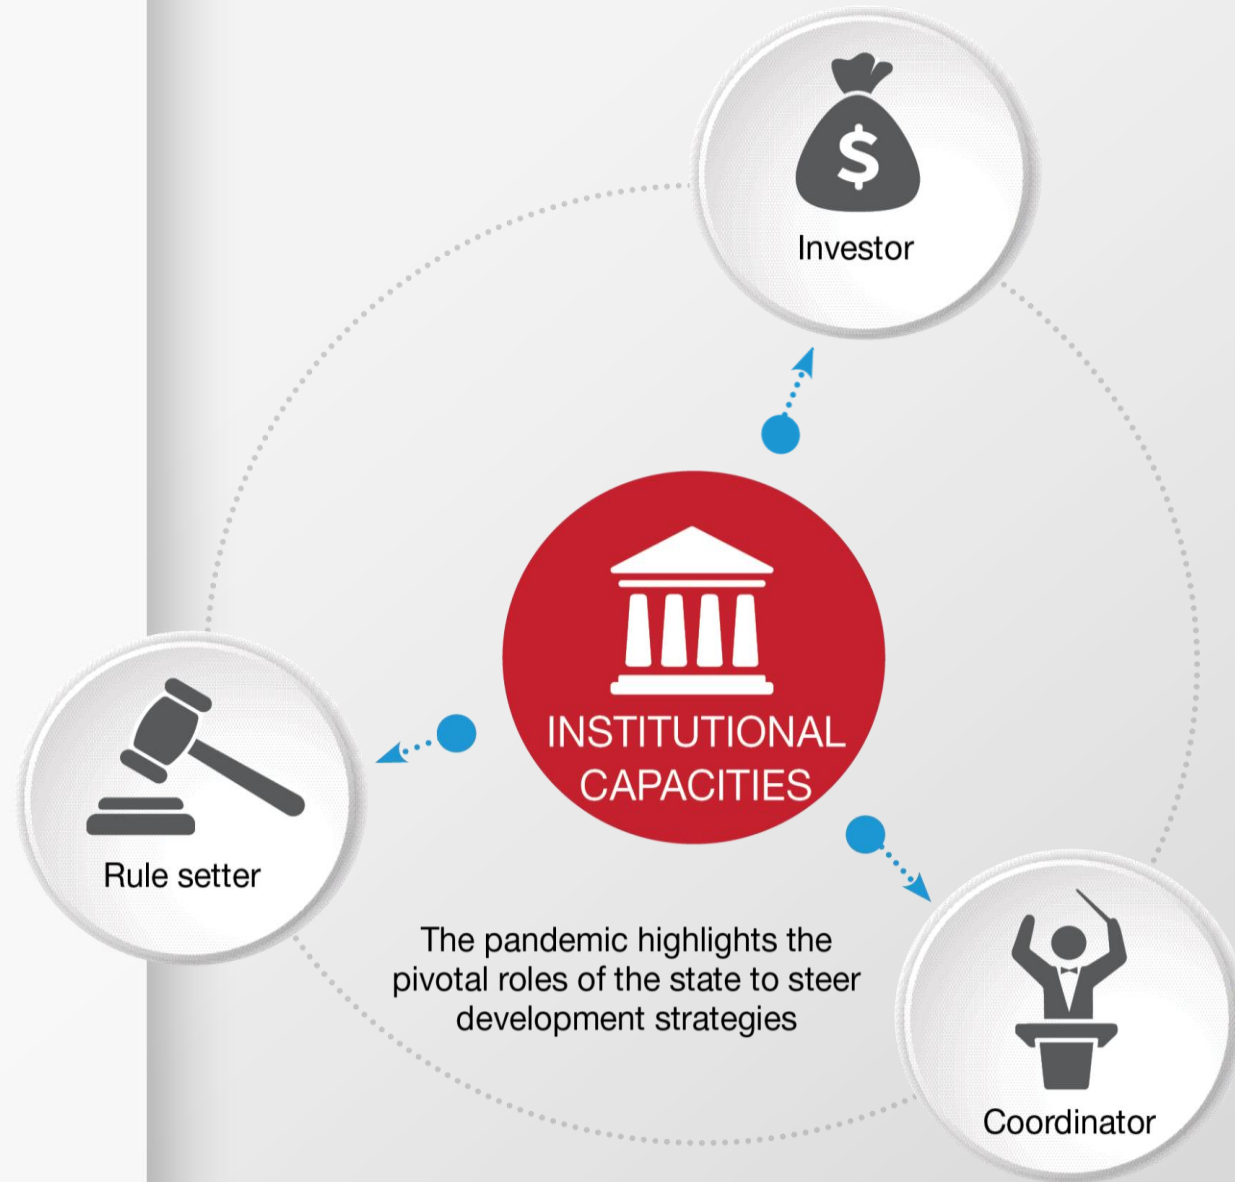 $
Investor
INSTITUTIONAL
CAPACITIES
Rule setter
The pandemic highlights the
pivotal roles of the state to steer
development strategies
Coordinator